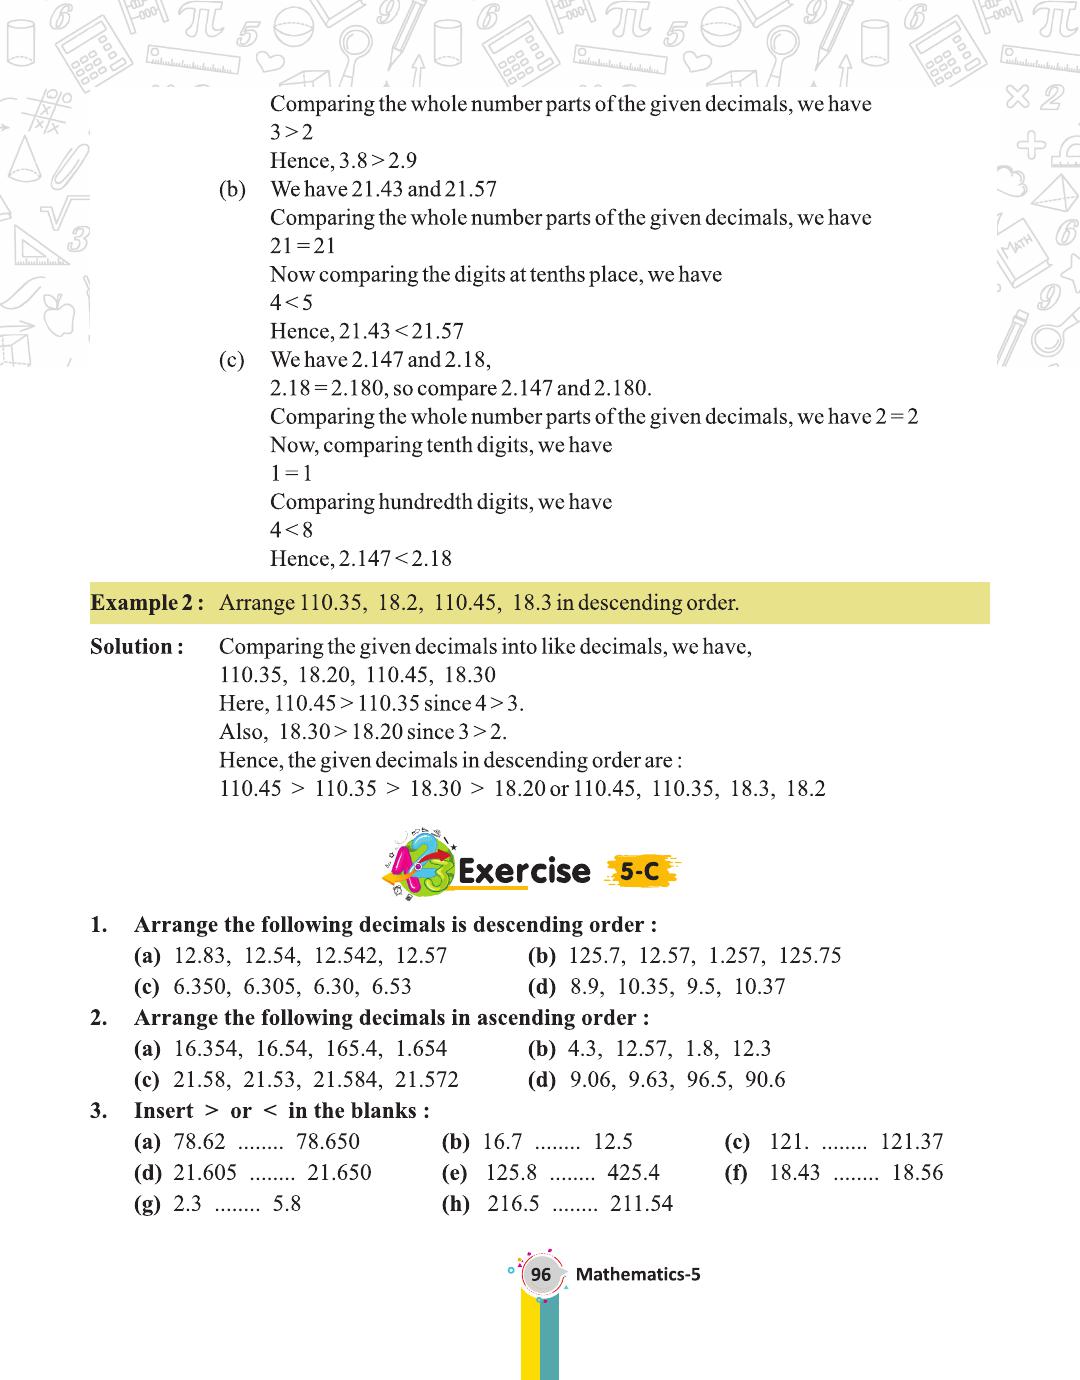 Comparing the whole number parts of the given decimals, we have
3 > 2
Hence, 3.8 > 2.9
(b) We have 21.43 and 21.57
Comparing the whole number parts of the given decimals, we have
21 = 21
Now comparing the digits at tenths place, we have
4 < 5
Hence, 21.43 < 21.57
(c) We have 2.147 and 2.18,
2.18 = 2.180, so compare 2.147 and 2.180.
Comparing the whole number parts of the given decimals, we have 2 = 2
Now, comparing tenth digits, we have
1 = 1
Comparing hundredth digits, we have
4 < 8
Hence, 2.147 < 2.18
Example 2 : Arrange 110.35, 18.2, 110.45, 18.3 in descending order.
Solution : Comparing the given decimals into like decimals, we have,
110.35, 18.20, 110.45, 18.30
Here, 110.45 > 110.35 since 4 > 3.
Also, 18.30 > 18.20 since 3 > 2.
Hence, the given decimals in descending order are :
110.45 > 110.35 > 18.30 > 18.20 or 110.45, 110.35, 18.3, 18.2
Exercise 5-C
1. Arrange the following decimals is descending order :
(a) 12.83, 12.54, 12.542, 12.57 (b) 125.7, 12.57, 1.257, 125.75
(c) 6.350, 6.305, 6.30, 6.53 (d) 8.9, 10.35, 9.5, 10.37
2. Arrange the following decimals in ascending order :
(a) 16.354, 16.54, 165.4, 1.654 (b) 4.3, 12.57, 1.8, 12.3
(c) 21.58, 21.53, 21.584, 21.572 (d) 9.06, 9.63, 96.5, 90.6
3. Insert > or < in the blanks :
(a) 78.62 ........ 78.650 (b) 16.7 ........ 12.5 (c) 121. ........ 121.37
(d) 21.605 ........ 21.650 (e) 125.8 ........ 425.4 (f) 18.43 ........ 18.56
(g) 2.3 ........ 5.8 (h) 216.5 ........ 211.54
96 Mathematics-5